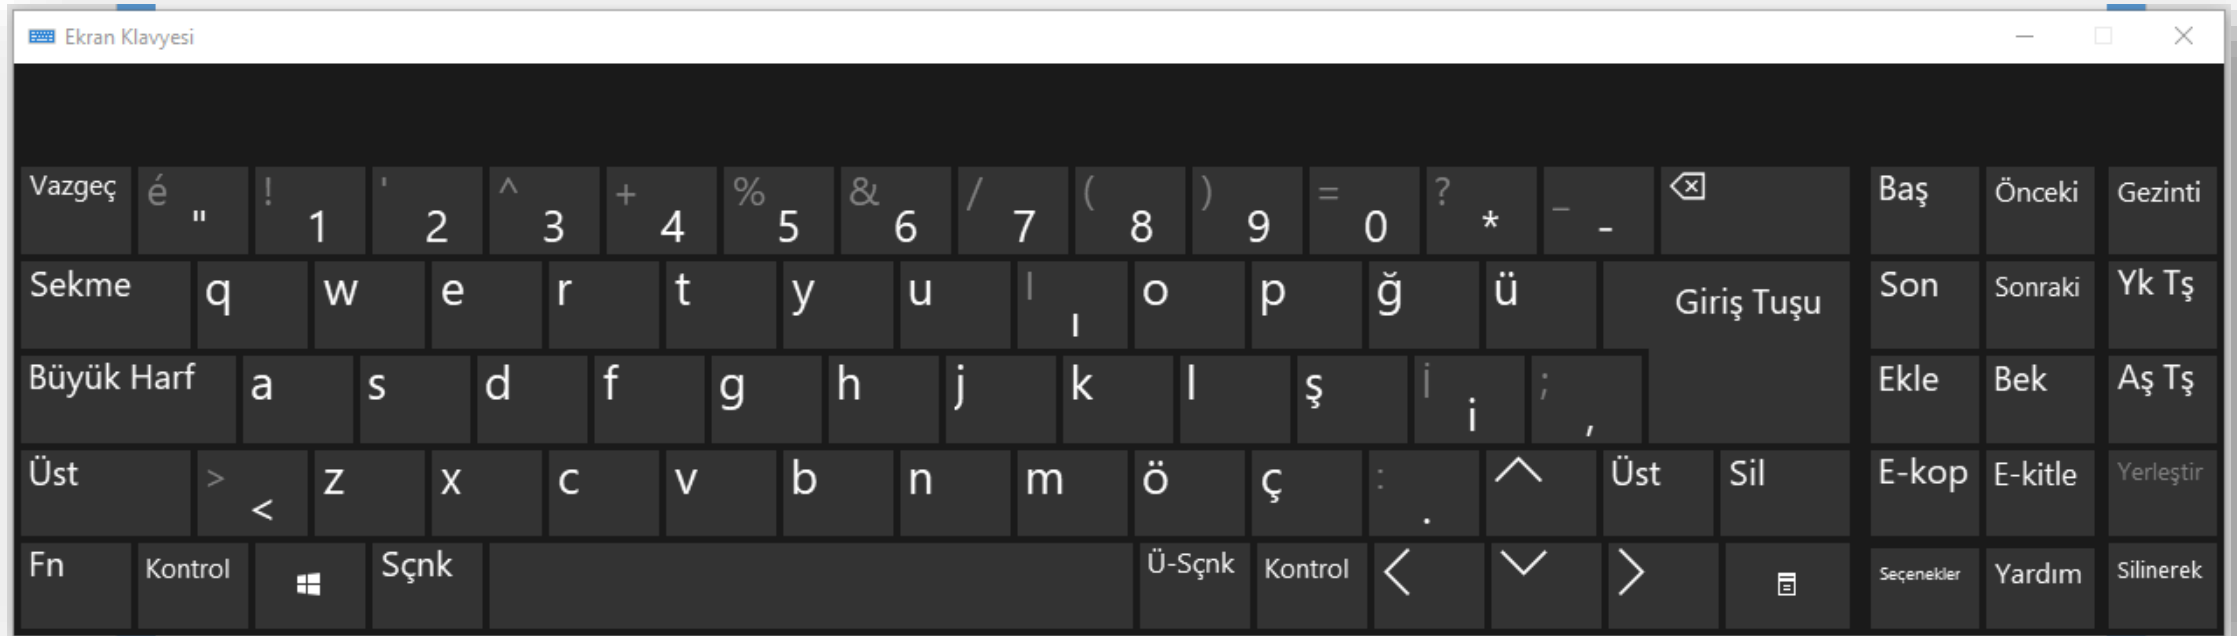 Ekran Klavyesi
Vazgeç é " ! 1 ' 2 ^ 3 + 4 % 5 & 6 / 7 ( 8 ) 9 = 0 ? * _ - Baş Önceki Gezinti
Sekme q w e r t y u I ı o p ğ ü Giriş Tuşu Son Sonraki Yk Tş
Büyük Harf a s d f g h j k l ş İ i ; , Ekle Bek Aş Tş
Üst > < z x c v b n m ö ç : . Üst Sil E-kop E-kitle Yerleştir
Fn Kontrol Sçnk Ü-Sçnk Kontrol Seçenekler Yardım Silinerek